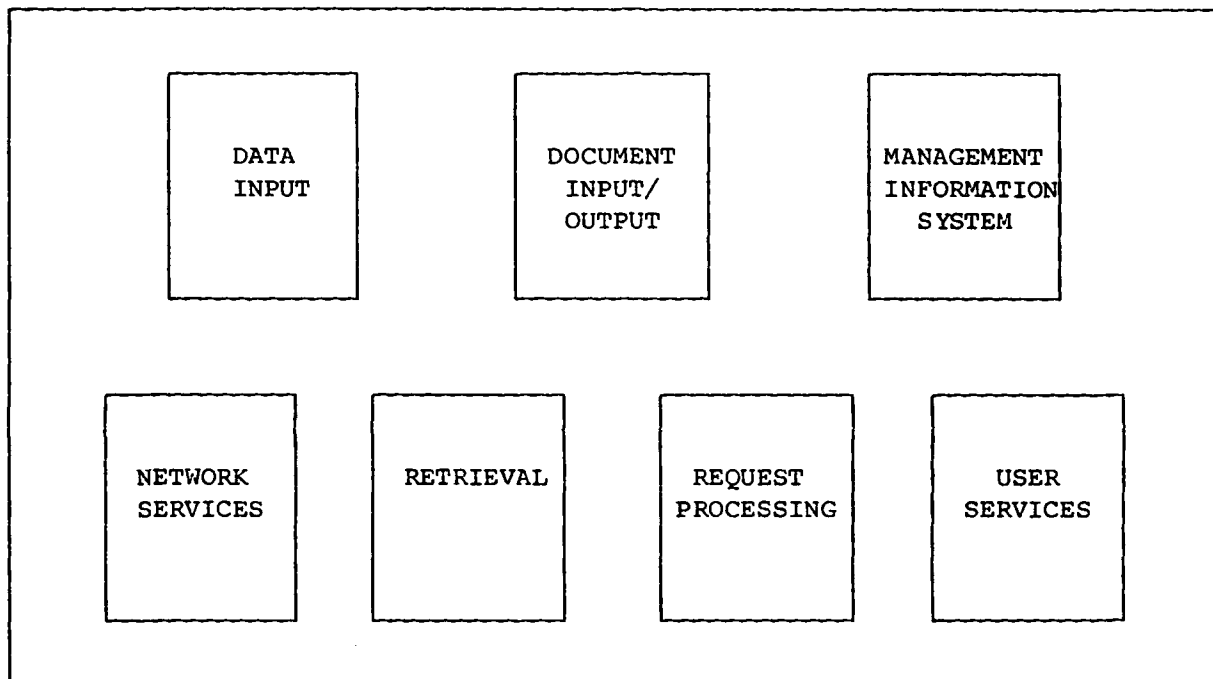 DATA
INPUT
DOCUMENT
INPUT/
OUTPUT
MANAGEMENT
INFORMATION
SYSTEM
NETWORK
SERVICES
RETRIEVAL
REQUEST
PROCESSING
USER
SERVICES